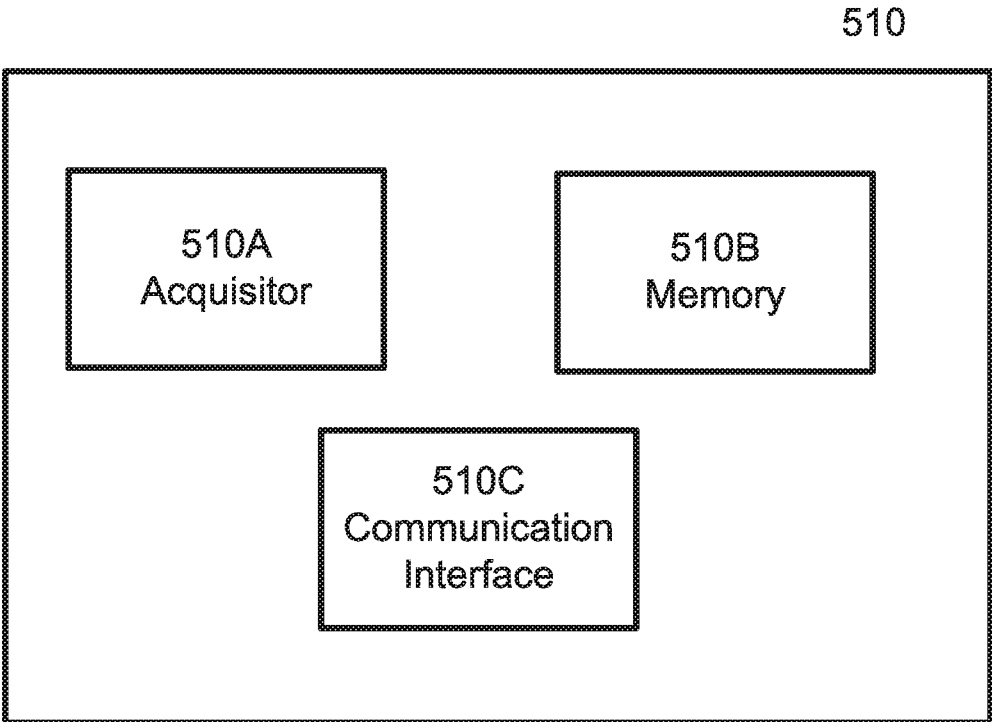 510
510A
Acquisitor
510B
Memory
510C
Communication
Interface